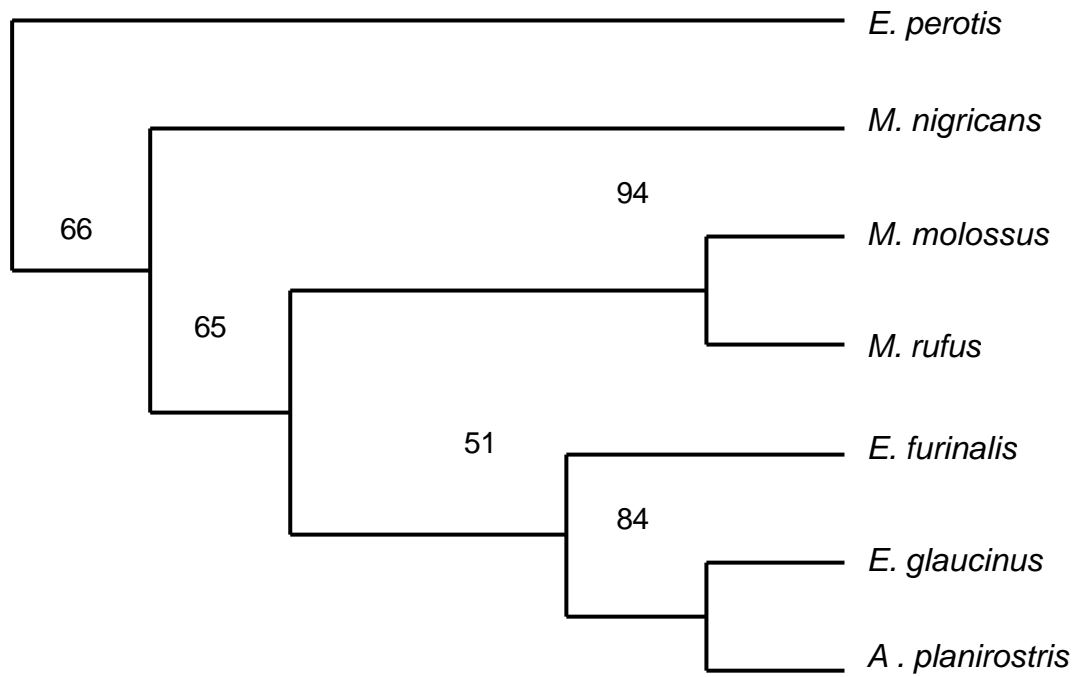 E. perotis
M. nigricans
94
66
M. molossus
65
M. rufus
51
E. furinalis
84
E. glaucinus
A . planirostris